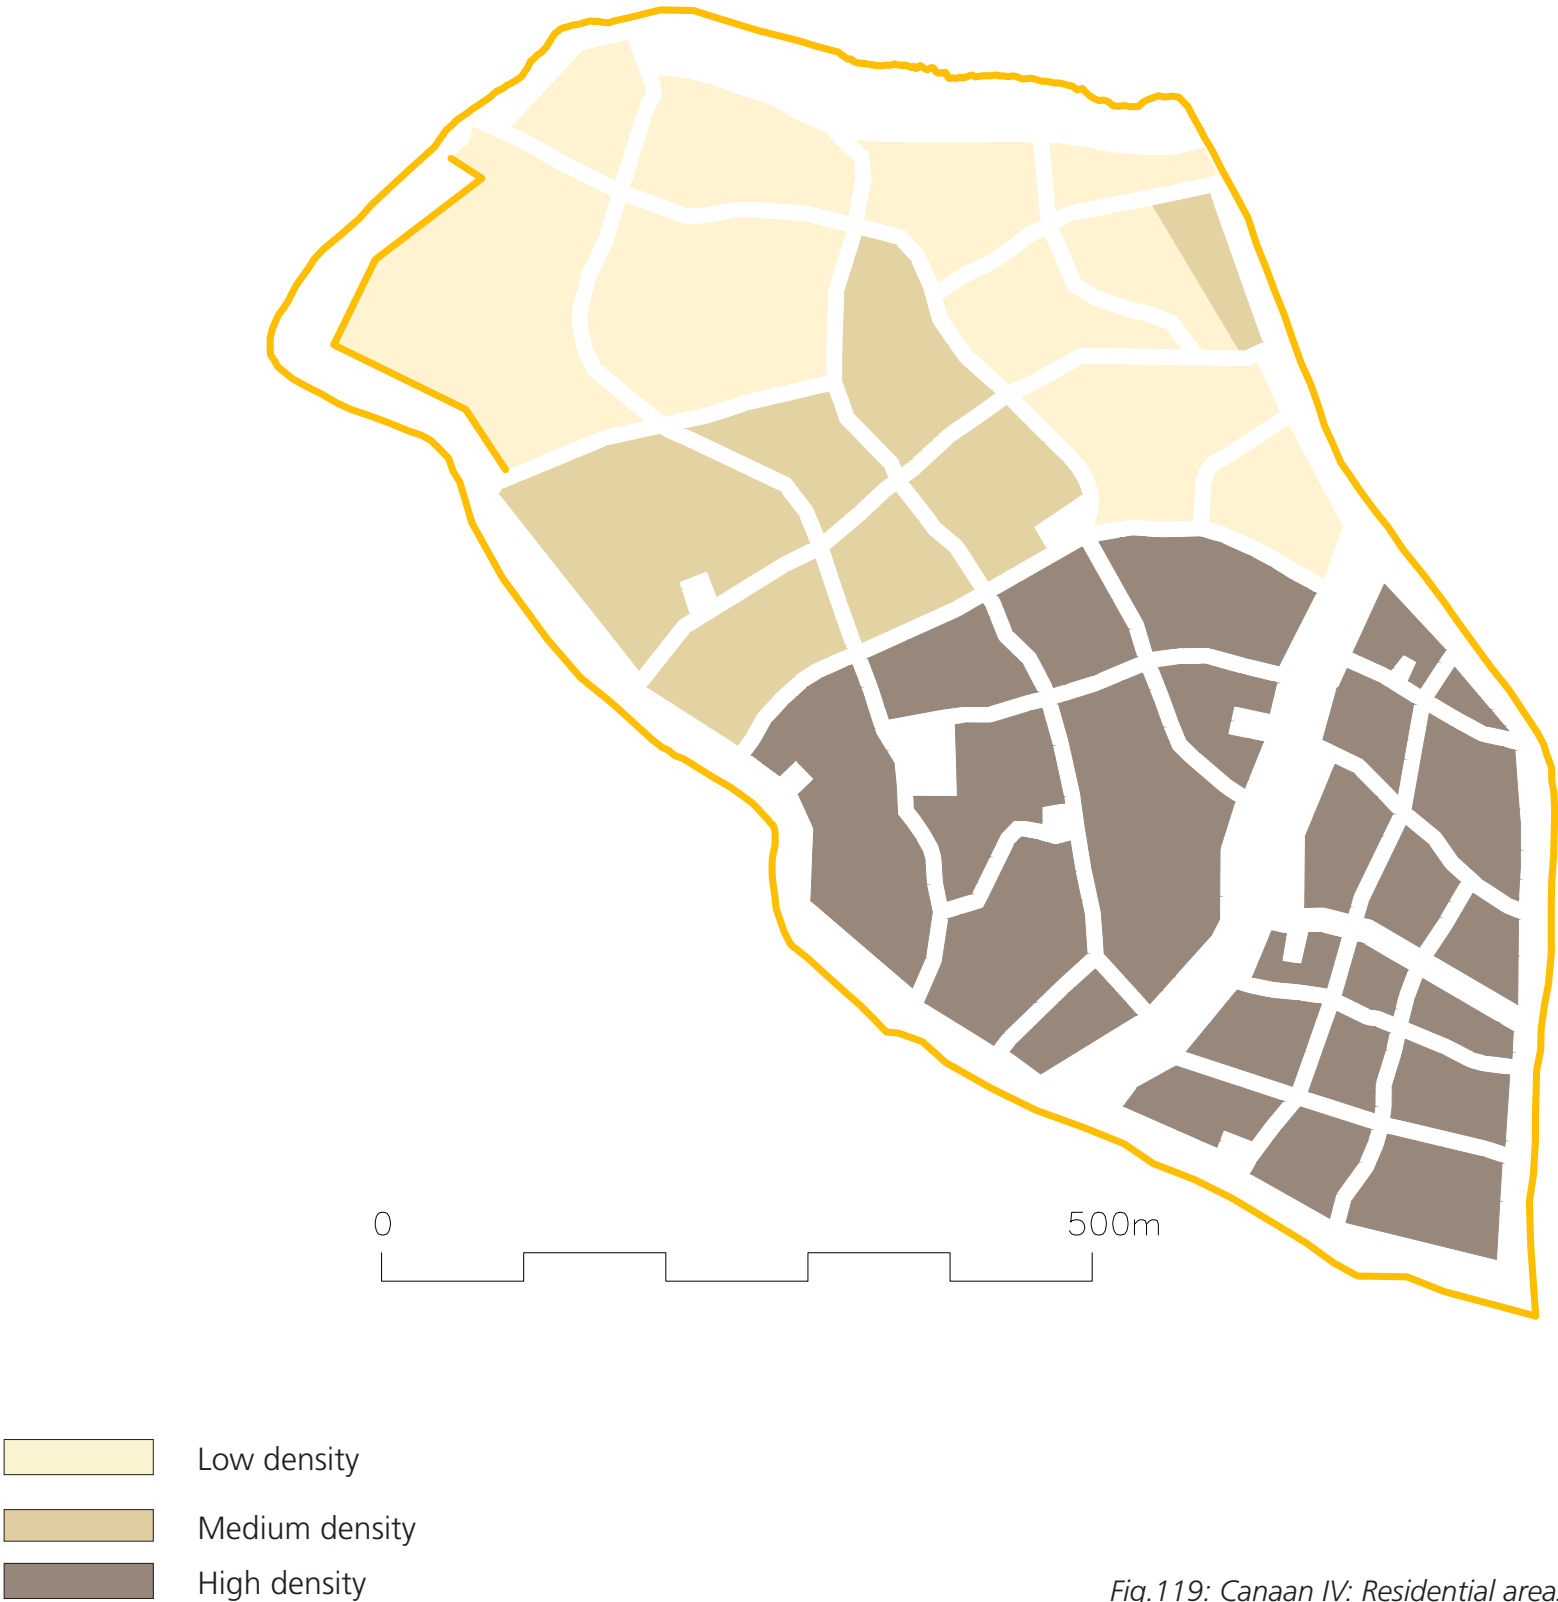 0 500m
Low density
Medium density
High density
Fig.119: Canaan IV: Residential area